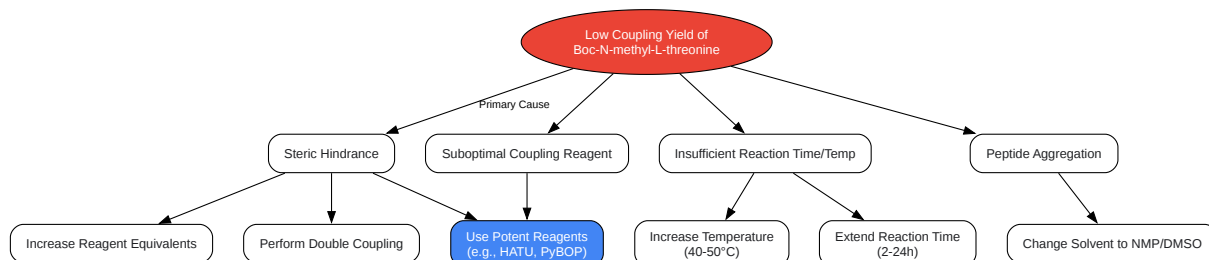 Low Coupling Yield of
Boc-N-methyl-L-threonine
Primary Cause
Steric Hindrance
Suboptimal Coupling Reagent
Insufficient Reaction Time/Temp
Peptide Aggregation
Increase Reagent Equivalents
Perform Double Coupling
Use Potent Reagents
(e.g., HATU, PyBOP)
Increase Temperature
(40-50°C)
Extend Reaction Time
(2-24h)
Change Solvent to NMP/DMSO